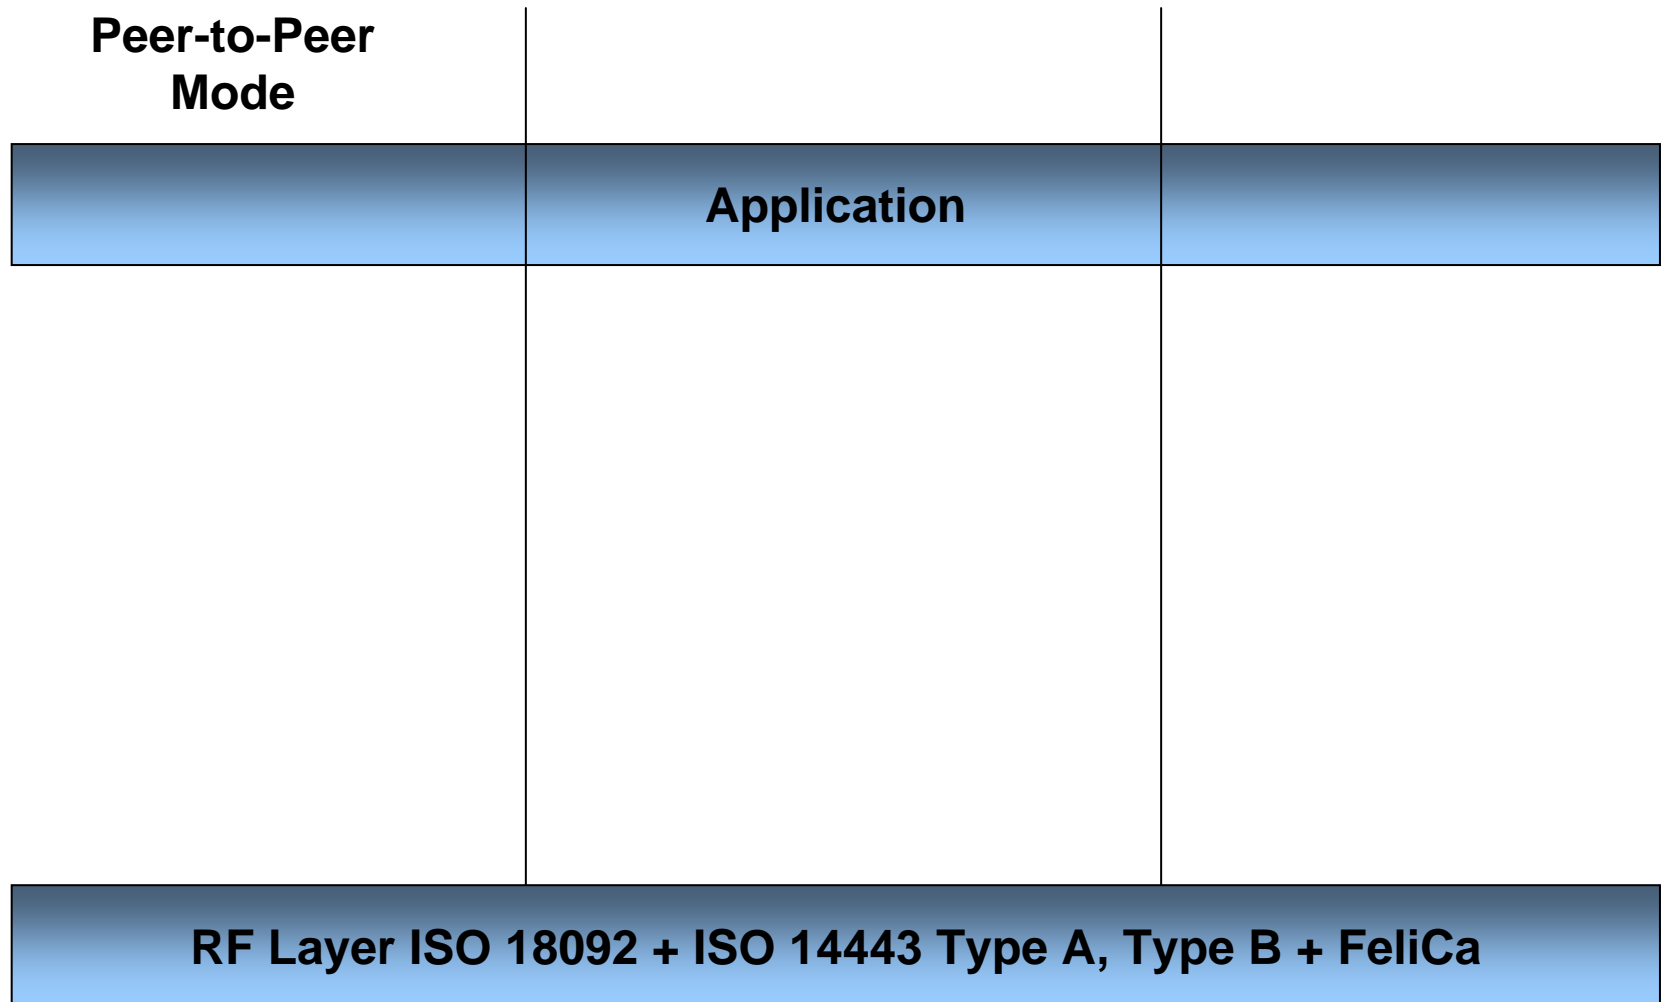 Peer-to-Peer
Mode
Application
RF Layer ISO 18092 + ISO 14443 Type A, Type B + FeliCa